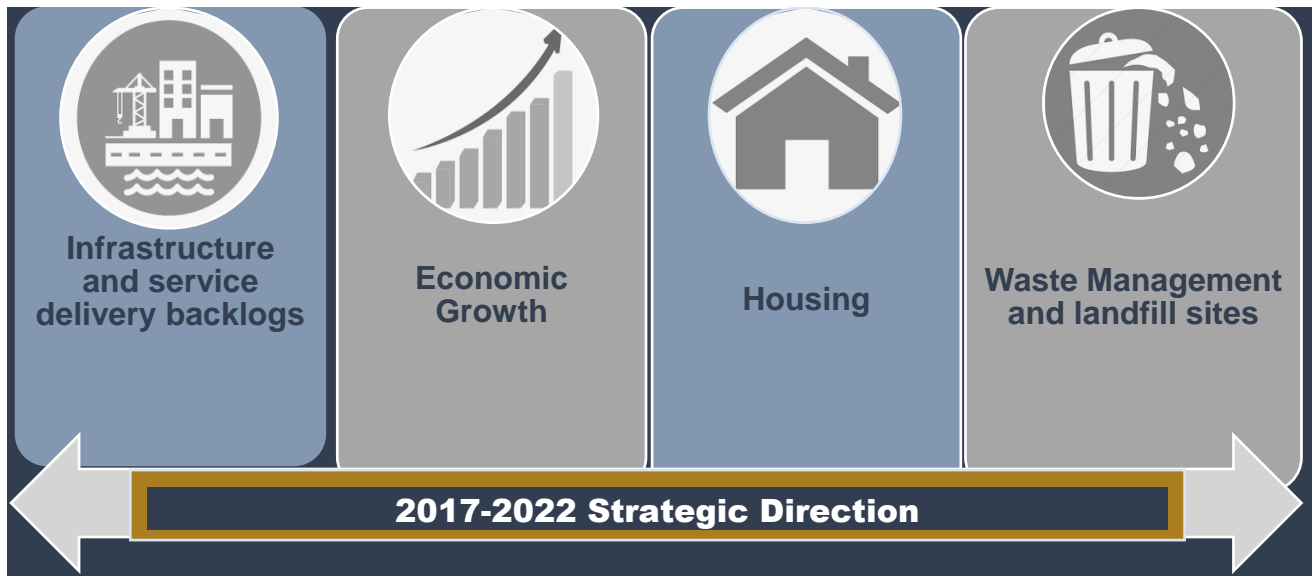 Infrastructure
and service
delivery backlogs
Economic
Growth
Housing
Waste Management
and landfill sites
2017-2022 Strategic Direction